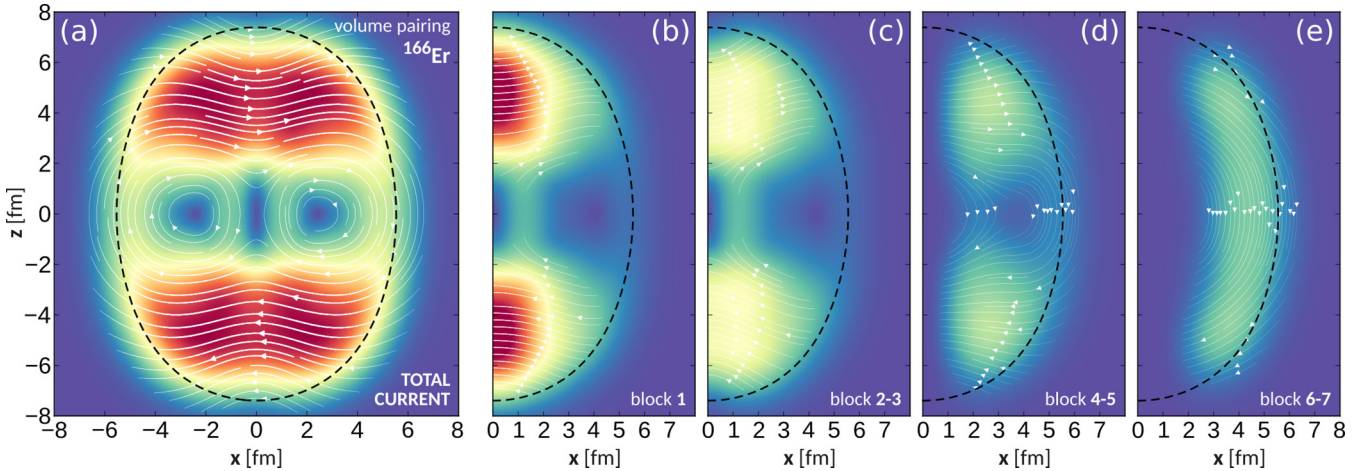 (a)
volume pairing
166Er
TOTAL
CURRENT
8
6
4
2
0
−2
−4
−6
−8
z [fm]
−8 −6 −4 −2 0 2 4 6 8
x [fm]
(b)
block 1
0 1 2 3 4 5 6 7
x [fm]
(c)
block 2-3
0 1 2 3 4 5 6 7
x [fm]
(d)
block 4-5
0 1 2 3 4 5 6 7
x [fm]
(e)
block 6-7
0 1 2 3 4 5 6 7 8
x [fm]